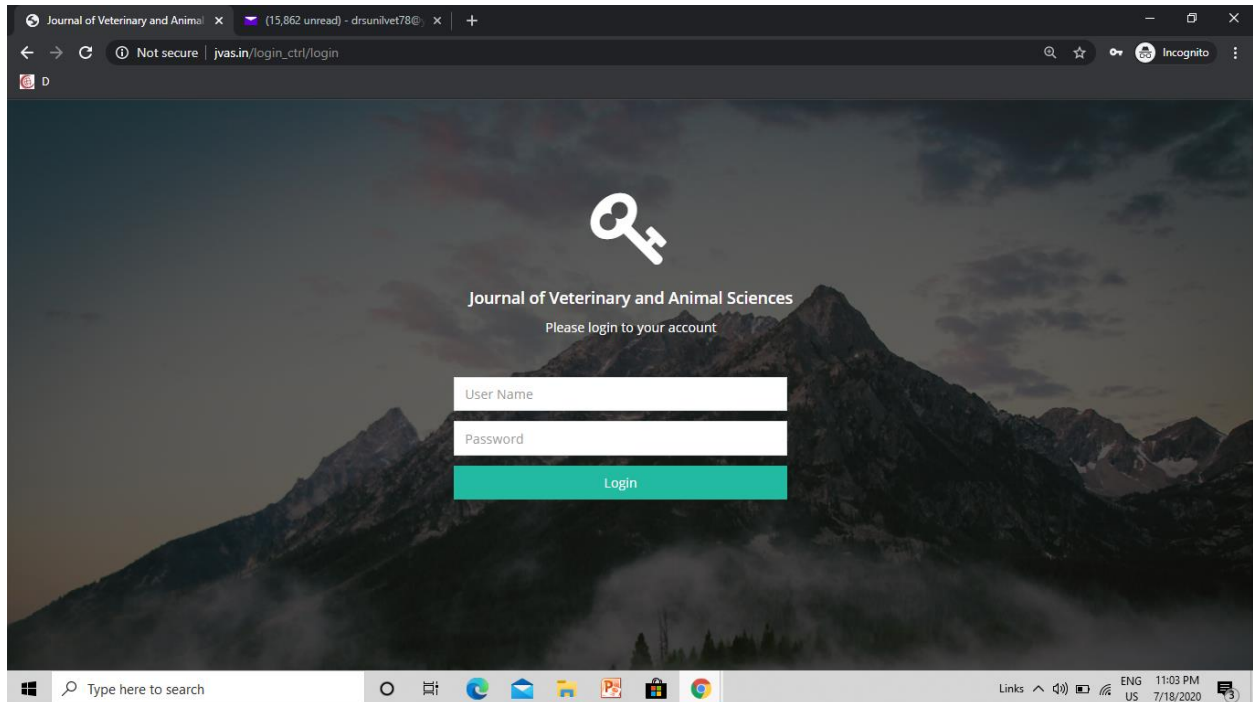 Journal of Veterinary and Animal
(15,862 unread) - drsunilvet78@
Not secure | jvas.in/login_ctrl/login
Incognito
D
Journal of Veterinary and Animal Sciences
Please login to your account
User Name
Password
Login
Type here to search
Links
ENG 11:03 PM
US 7/18/2020
3